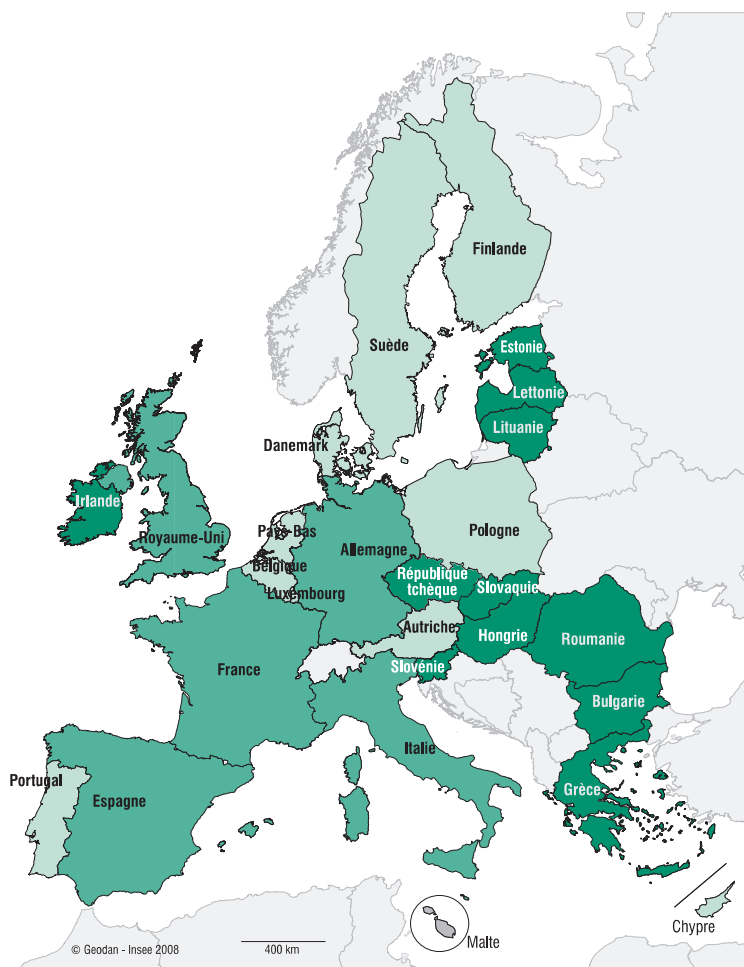 Finlande
Suède
Estonie
Lettonie
Lituanie
Danemark
Irlande
Royaume-Uni
Pays-Bas
Allemagne
Pologne
Belgique
Luxembourg
République
tchèque
Slovaquie
Autriche
Hongrie
Roumanie
Slovénie
France
Bulgarie
Italie
Portugal
Espagne
Grèce
Chypre
Malte
© Geodan - Insee 2008
400 km